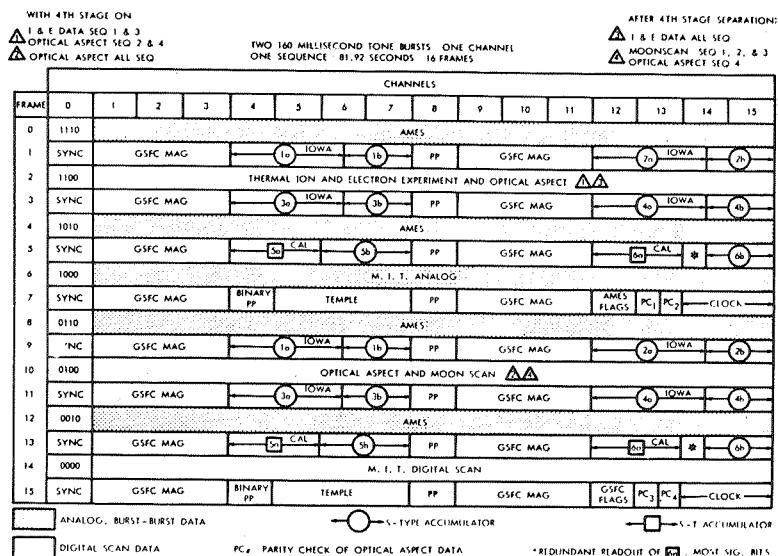 WITH 4TH STAGE ON
1 I & E DATA SEQ 1 & 3
OPTICAL ASPECT SEQ 2 & 4
2 OPTICAL ASPECT ALL SEQ
TWO 160 MILLISECOND TONE BURSTS ONE CHANNEL
ONE SEQUENCE 81.92 SECONDS 16 FRAMES
AFTER 4TH STAGE SEPARATION:
3 I & E DATA ALL SEQ
4 MOONSCAN SEQ 1, 2, & 3
OPTICAL ASPECT SEQ 4
CHANNELS
FRAME 0 1 2 3 4 5 6 7 8 9 10 11 12 13 14 15
0 1110 AMES
1 SYNC GSFC MAG 1a IOWA 1b PP GSFC MAG 2a IOWA 2b
2 1100 THERMAL ION AND ELECTRON EXPERIMENT AND OPTICAL ASPECT 1 3
3 SYNC GSFC MAG 3a IOWA 3b PP GSFC MAG 4a IOWA 4b
4 1010 AMES
5 SYNC GSFC MAG 5a CAL 5b PP GSFC MAG 6a CAL * 6b
6 1000 M.I.T. ANALOG
7 SYNC GSFC MAG BINARY PP TEMPLE PP GSFC MAG AMES FLAGS PC1 PC2 CLOCK
8 0110 AMES
9 'NC GSFC MAG 1a IOWA 1b PP GSFC MAG 2a IOWA 2b
10 0100 OPTICAL ASPECT AND MOON SCAN 2 4
11 SYNC GSFC MAG 3a IOWA 3b PP GSFC MAG 4a IOWA 4b
12 0010 AMES
13 SYNC GSFC MAG 5a CAL 5b PP GSFC MAG 6a CAL * 6b
14 0000 M.I.T. DIGITAL SCAN
15 SYNC GSFC MAG BINARY PP TEMPLE PP GSFC MAG GSFC FLAGS PC3 PC4 CLOCK
ANALOG, BURST-BURST DATA S-TYPE ACCUMULATOR S-T ACCUMULATOR
DIGITAL SCAN DATA PC PARITY CHECK OF OPTICAL ASPECT DATA *REDUNDANT READOUT OF 6a, MOST SIG. BITS